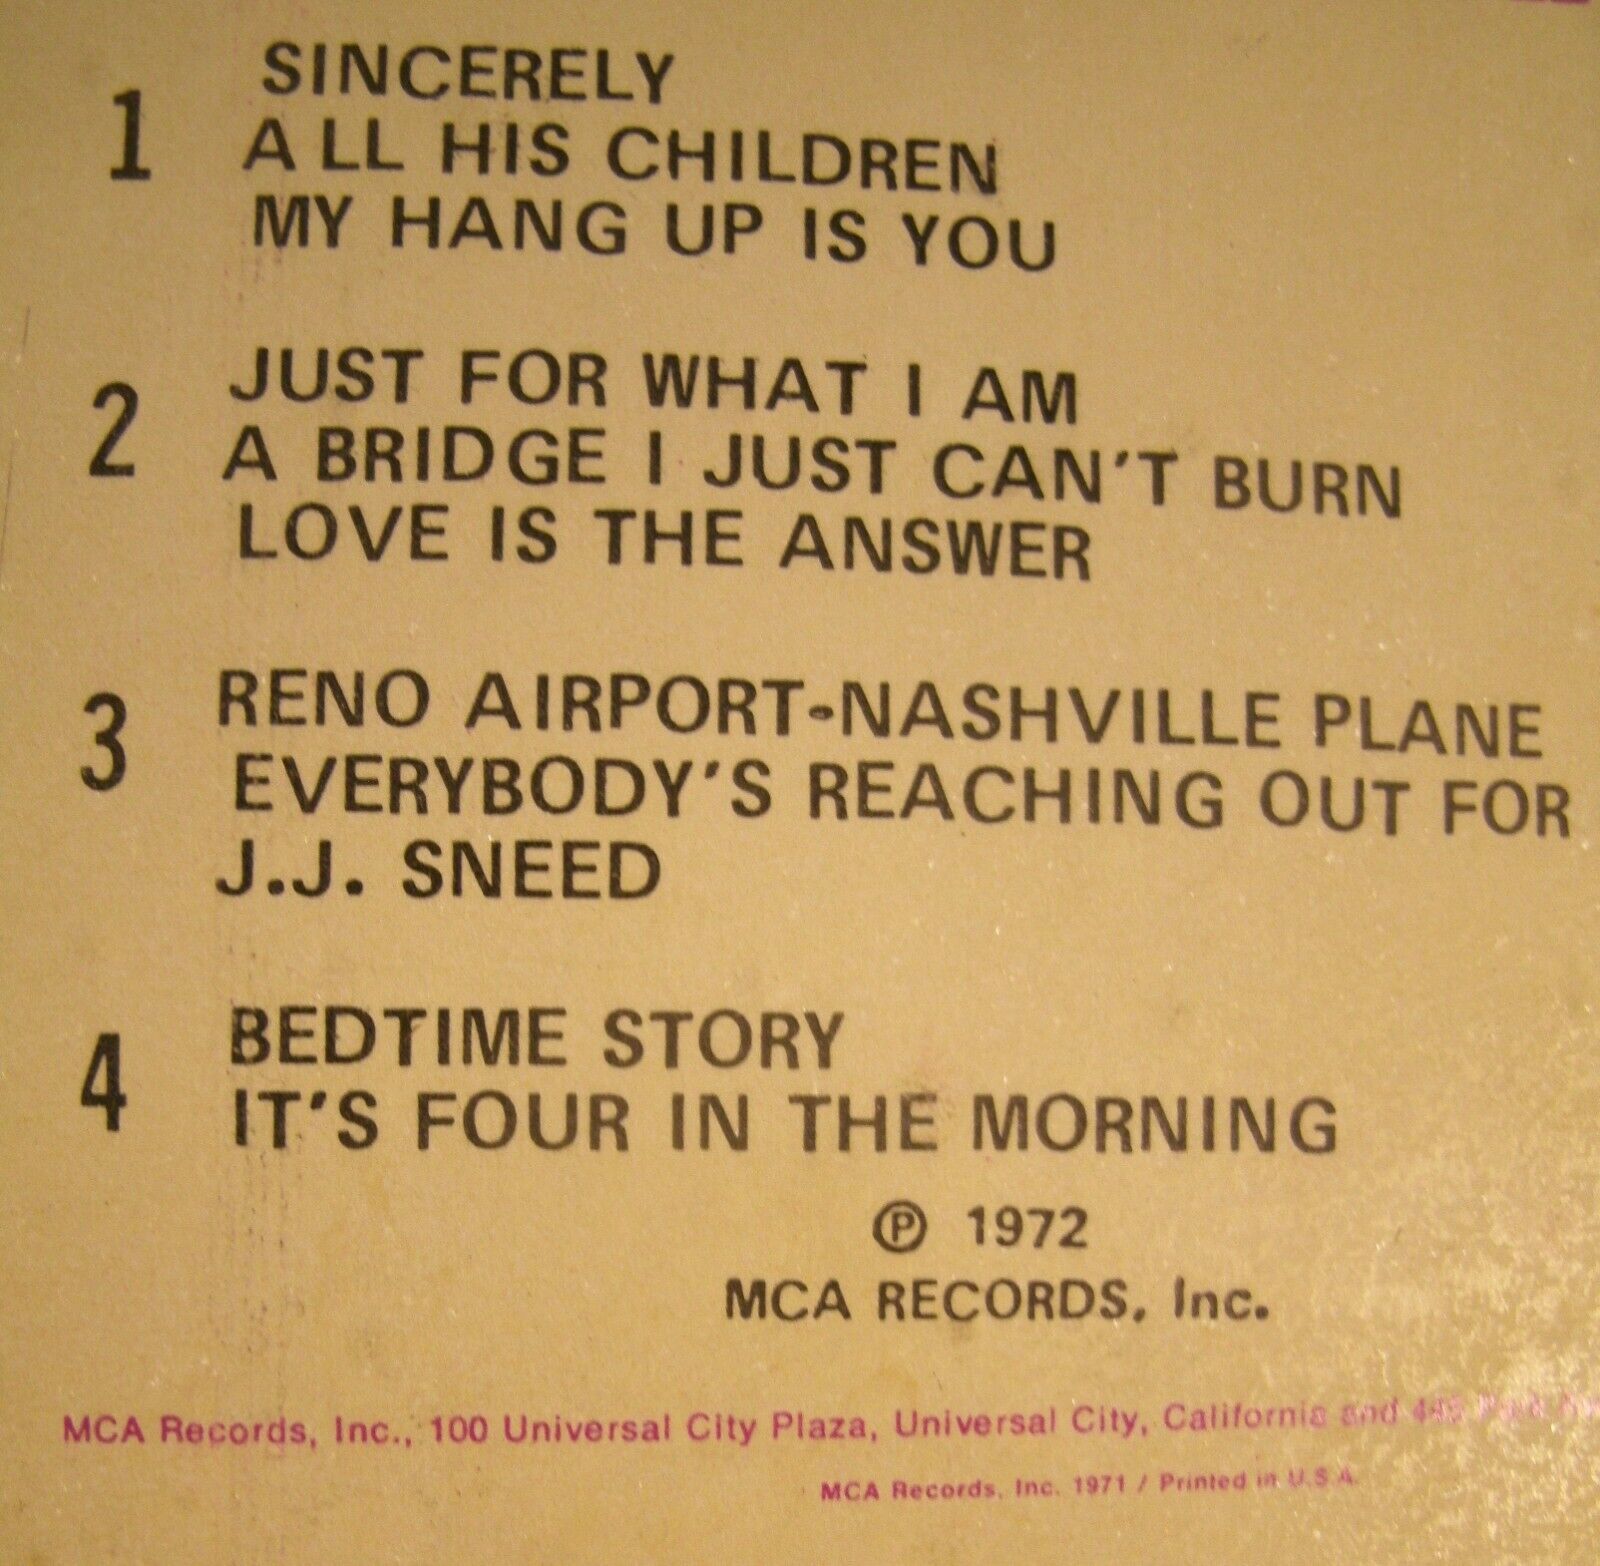 1
SINCERELY
ALL HIS CHILDREN
MY HANG UP IS YOU
2
JUST FOR WHAT I AM
A BRIDGE I JUST CAN'T BURN
LOVE IS THE ANSWER
3
RENO AIRPORT-NASHVILLE PLANE
EVERYBODY'S REACHING OUT FOR
J.J. SNEED
4
BEDTIME STORY
IT'S FOUR IN THE MORNING
Ⓟ 1972
MCA RECORDS, Inc.
MCA Records, Inc., 100 Universal City Plaza, Universal City, California and 445 Park
MCA Records, Inc. 1971 / Printed in U.S.A.